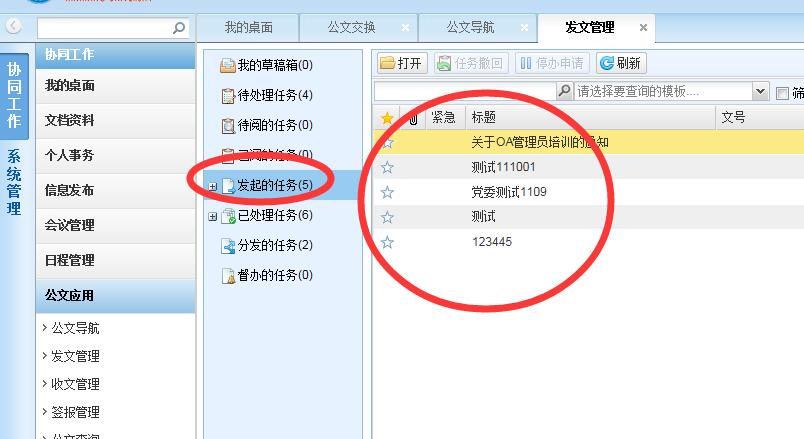 我的桌面
公文交换
公文导航
发文管理
协同工作
系统管理
协同工作
我的桌面
文档资料
个人事务
信息发布
会议管理
日程管理
公文应用
公文导航
发文管理
收文管理
签报管理
公文查询
我的草稿箱(0)
待处理任务(4)
待阅的任务(0)
已阅的任务(0)
发起的任务(5)
已处理任务(6)
分发的任务(2)
督办的任务(0)
打开 任务撤回 停办申请 刷新
请选择要查询的模板.... 筛
紧急 标题 文号
关于OA管理员培训的通知
测试111001
党委测试1109
测试
123445